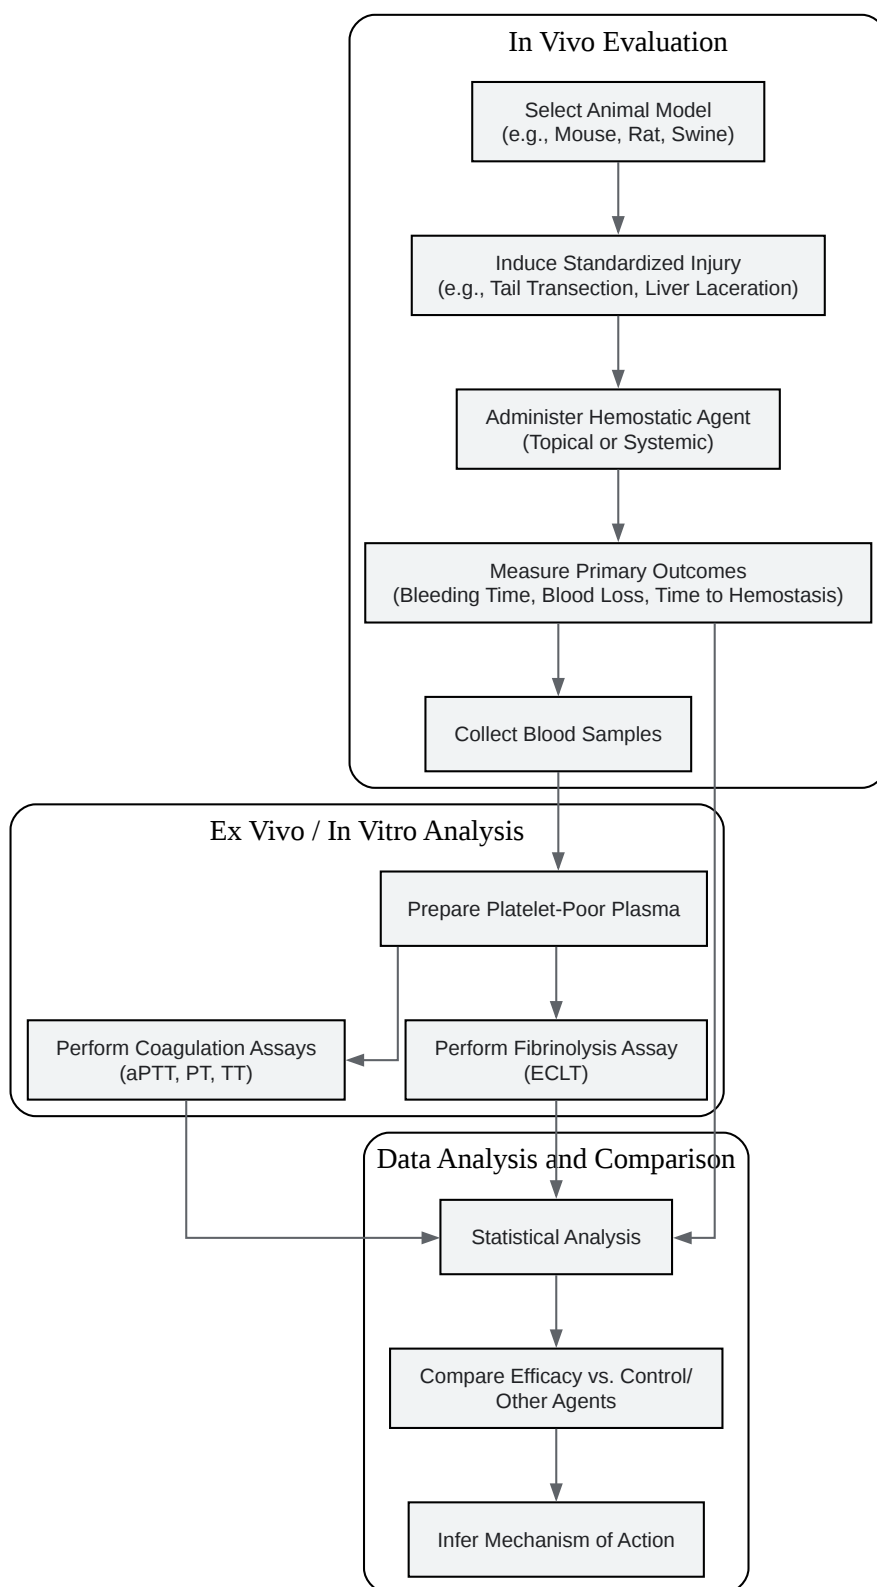 In Vivo Evaluation
Select Animal Model
(e.g., Mouse, Rat, Swine)
Induce Standardized Injury
(e.g., Tail Transection, Liver Laceration)
Administer Hemostatic Agent
(Topical or Systemic)
Measure Primary Outcomes
(Bleeding Time, Blood Loss, Time to Hemostasis)
Collect Blood Samples
Ex Vivo / In Vitro Analysis
Prepare Platelet-Poor Plasma
Perform Coagulation Assays
(aPTT, PT, TT)
Perform Fibrinolysis Assay
(ECLT)
Data Analysis and Comparison
Statistical Analysis
Compare Efficacy vs. Control/
Other Agents
Infer Mechanism of Action